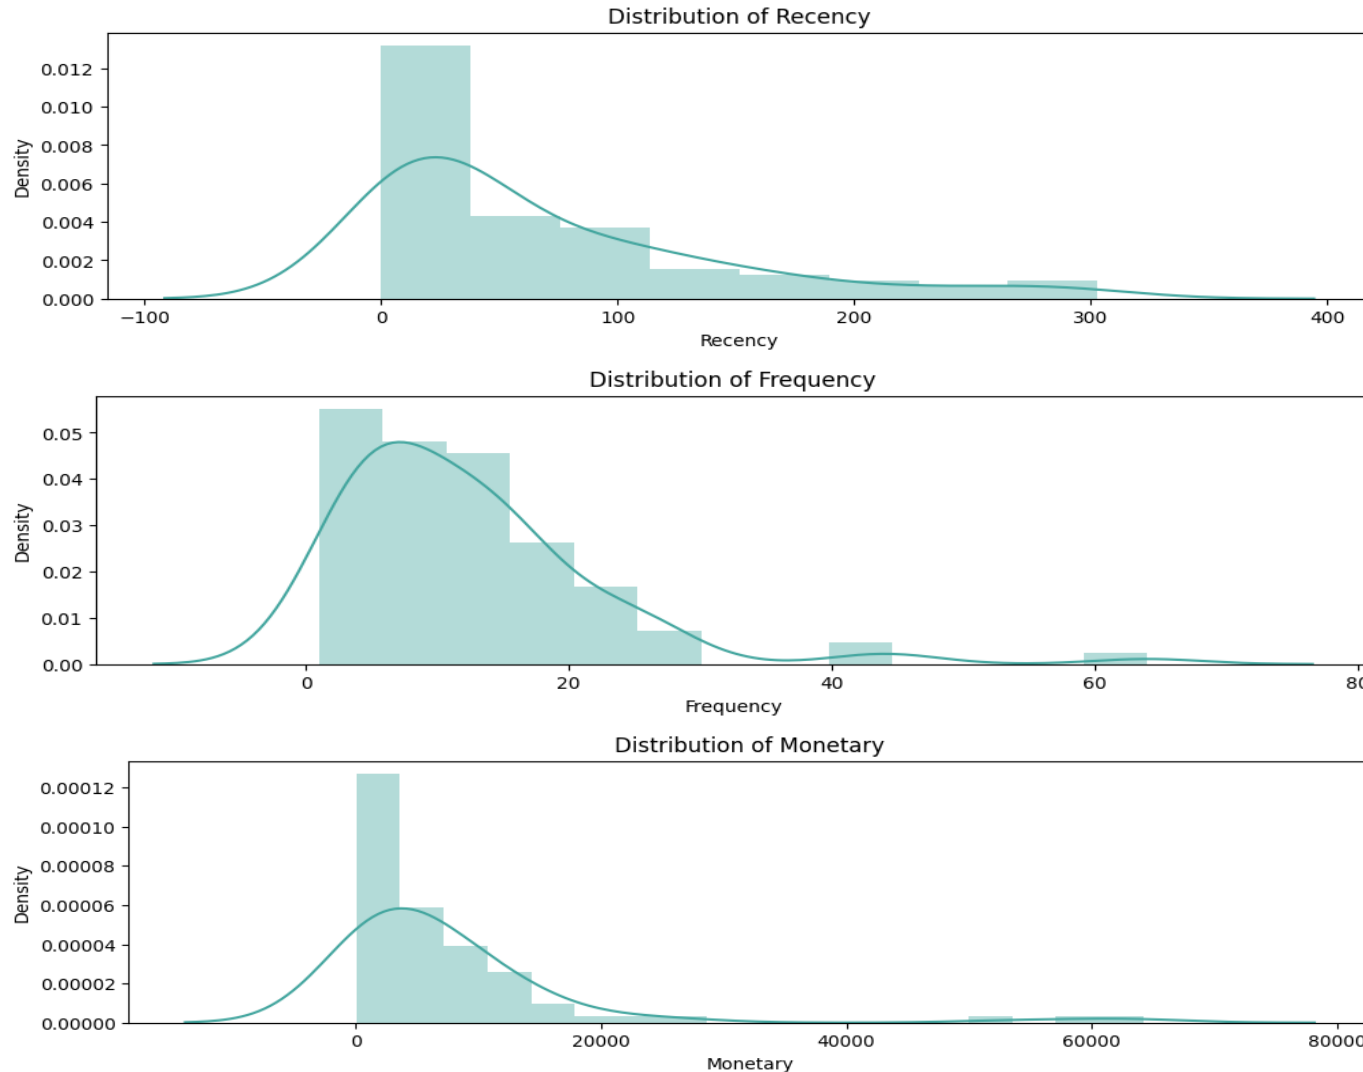 Distribution of Recency
0.012
0.010
0.008
0.006
0.004
0.002
0.000
Density
−100 0 100 200 300 400
Recency
Distribution of Frequency
0.05
0.04
0.03
0.02
0.01
0.00
Density
0 20 40 60 80
Frequency
Distribution of Monetary
0.00012
0.00010
0.00008
0.00006
0.00004
0.00002
0.00000
Density
0 20000 40000 60000 80000
Monetary